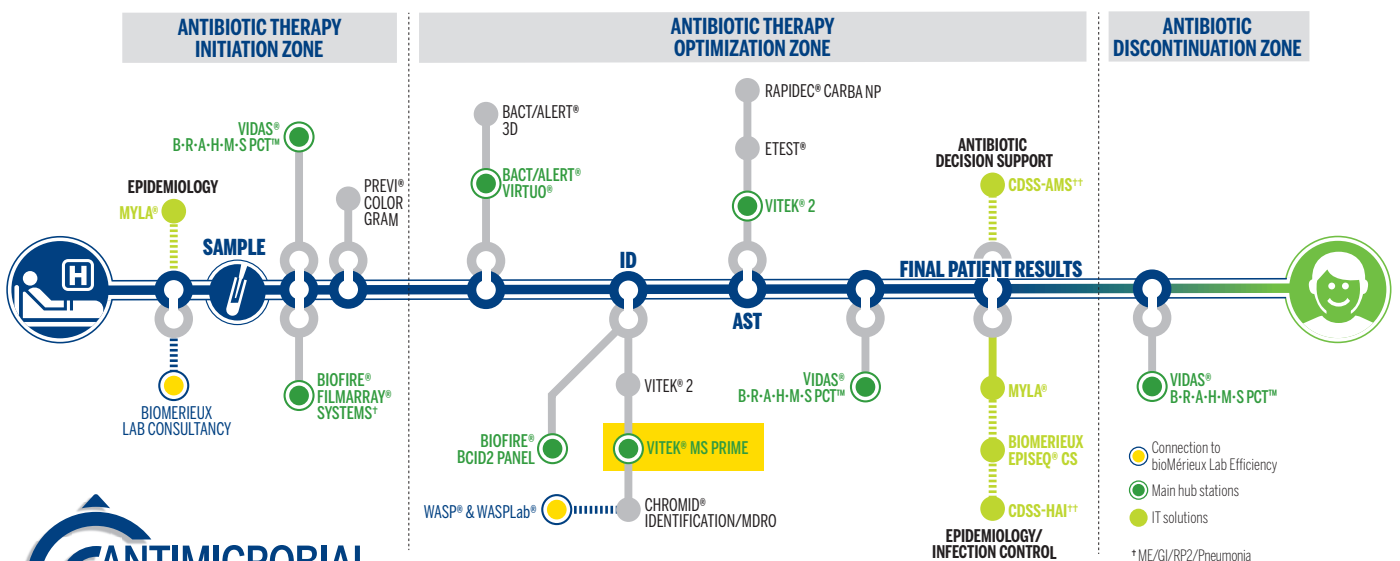 ANTIBIOTIC THERAPY
INITIATION ZONE
ANTIBIOTIC THERAPY
OPTIMIZATION ZONE
ANTIBIOTIC
DISCONTINUATION ZONE
VIDAS®
B·R·A·H·M·S PCT™
EPIDEMIOLOGY
MYLA®
PREVI®
COLOR
GRAM
SAMPLE
H
BIOMERIEUX
LAB CONSULTANCY
BIOFIRE®
FILMARRAY®
SYSTEMS†
BACT/ALERT®
3D
BACT/ALERT®
VIRTUO®
ID
BIOFIRE®
BCID2 PANEL
VITEK® 2
VITEK® MS PRIME
WASP® & WASPLab®
CHROMID®
IDENTIFICATION/MDRO
RAPIDEC® CARBA NP
ETEST®
VITEK® 2
AST
VIDAS®
B·R·A·H·M·S PCT™
ANTIBIOTIC
DECISION SUPPORT
CDSS-AMS††
FINAL PATIENT RESULTS
MYLA®
BIOMERIEUX
EPISEQ® CS
CDSS-HAI††
EPIDEMIOLOGY/
INFECTION CONTROL
VIDAS®
B·R·A·H·M·S PCT™
Connection to
bioMérieux Lab Efficiency
Main hub stations
IT solutions
† ME/GI/RP2/Pneumonia
ANTIMICROBIAL